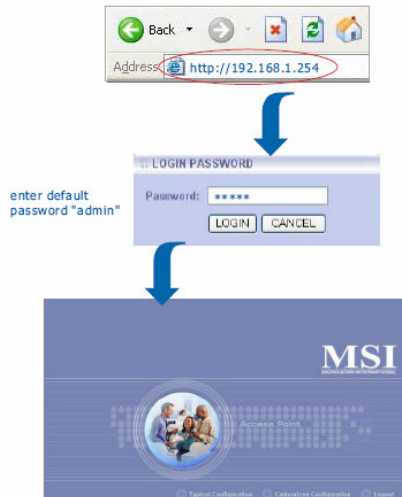 Back
Address http://192.168.1.254
LOGIN PASSWORD
enter default
password "admin"
Password: *****
LOGIN CANCEL
MSI
MICRO-STAR INTERNATIONAL
Access Point
Typical Configuration Customized Configuration Logout